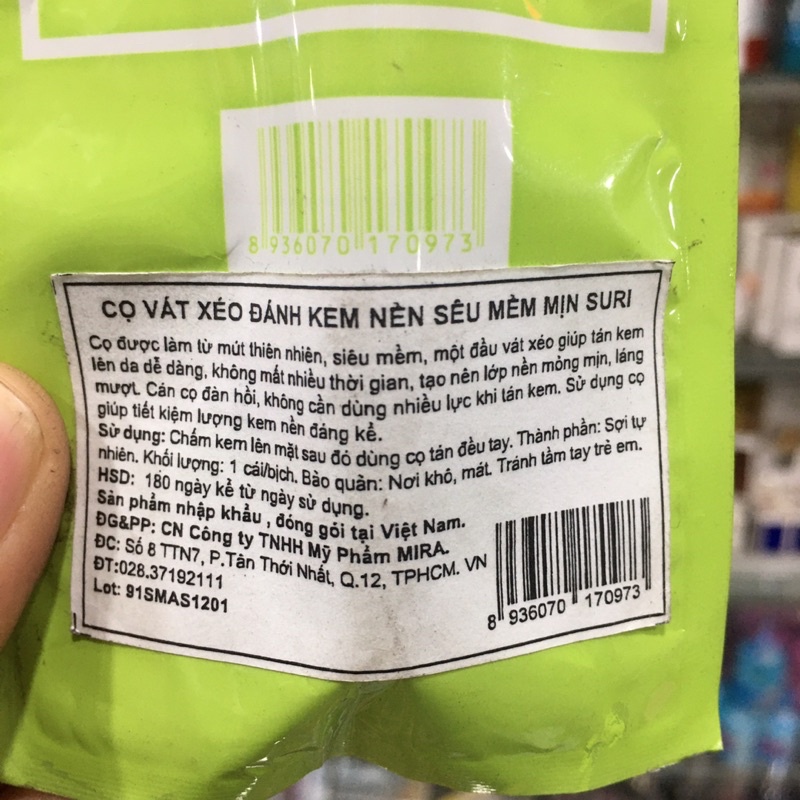 8 936070 170973
CỌ VÁT XÉO ĐÁNH KEM NỀN SÊU MỀM MỊN SURI
Cọ được làm từ mút thiên nhiên, siêu mềm, một đầu vát xéo giúp tán kem
lên da dễ dàng, không mất nhiều thời gian, tạo nên lớp nền mỏng mịn, láng
mượt. Cán cọ đàn hồi, không cần dùng nhiều lực khi tán kem. Sử dụng cọ
giúp tiết kiệm lượng kem nền đáng kể.
Sử dụng: Chấm kem lên mặt sau đó dùng cọ tán đều tay. Thành phần: Sợi tự
nhiên. Khối lượng: 1 cái/bịch. Bảo quản: Nơi khô, mát. Tránh tầm tay trẻ em.
HSD: 180 ngày kể từ ngày sử dụng.
Sản phẩm nhập khẩu , đóng gói tại Việt Nam.
ĐG&PP: CN Công ty TNHH Mỹ Phẩm MIRA.
ĐC: Số 8 TTN7, P.Tân Thới Nhất, Q.12, TPHCM. VN
ĐT:028.37192111
Lot: 91SMAS1201
8 936070 170973